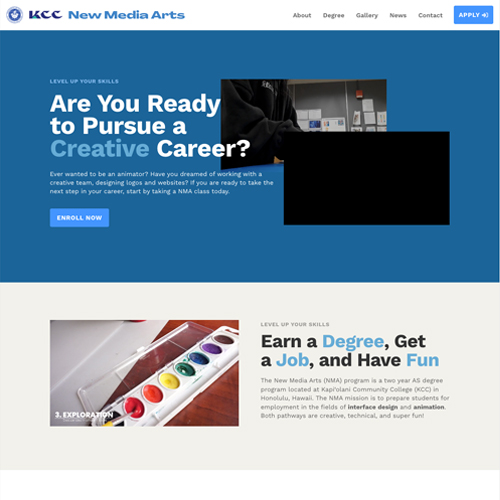 KCC New Media Arts
About Degree Gallery News Contact APPLY
LEVEL UP YOUR SKILLS
Are You Ready
to Pursue a
Creative Career?
Ever wanted to be an animator? Have you dreamed of working with a
creative team, designing logos and websites? If you are ready to take the
next step in your career, start by taking a NMA class today.
ENROLL NOW
LEVEL UP YOUR SKILLS
Earn a Degree, Get
a Job, and Have Fun
The New Media Arts (NMA) program is a two year AS degree
program located at Kapi'olani Community College (KCC) in
Honolulu, Hawaii. The NMA mission is to prepare students for
employment in the fields of interface design and animation.
Both pathways are creative, technical, and super fun!
2. EXPLORATION